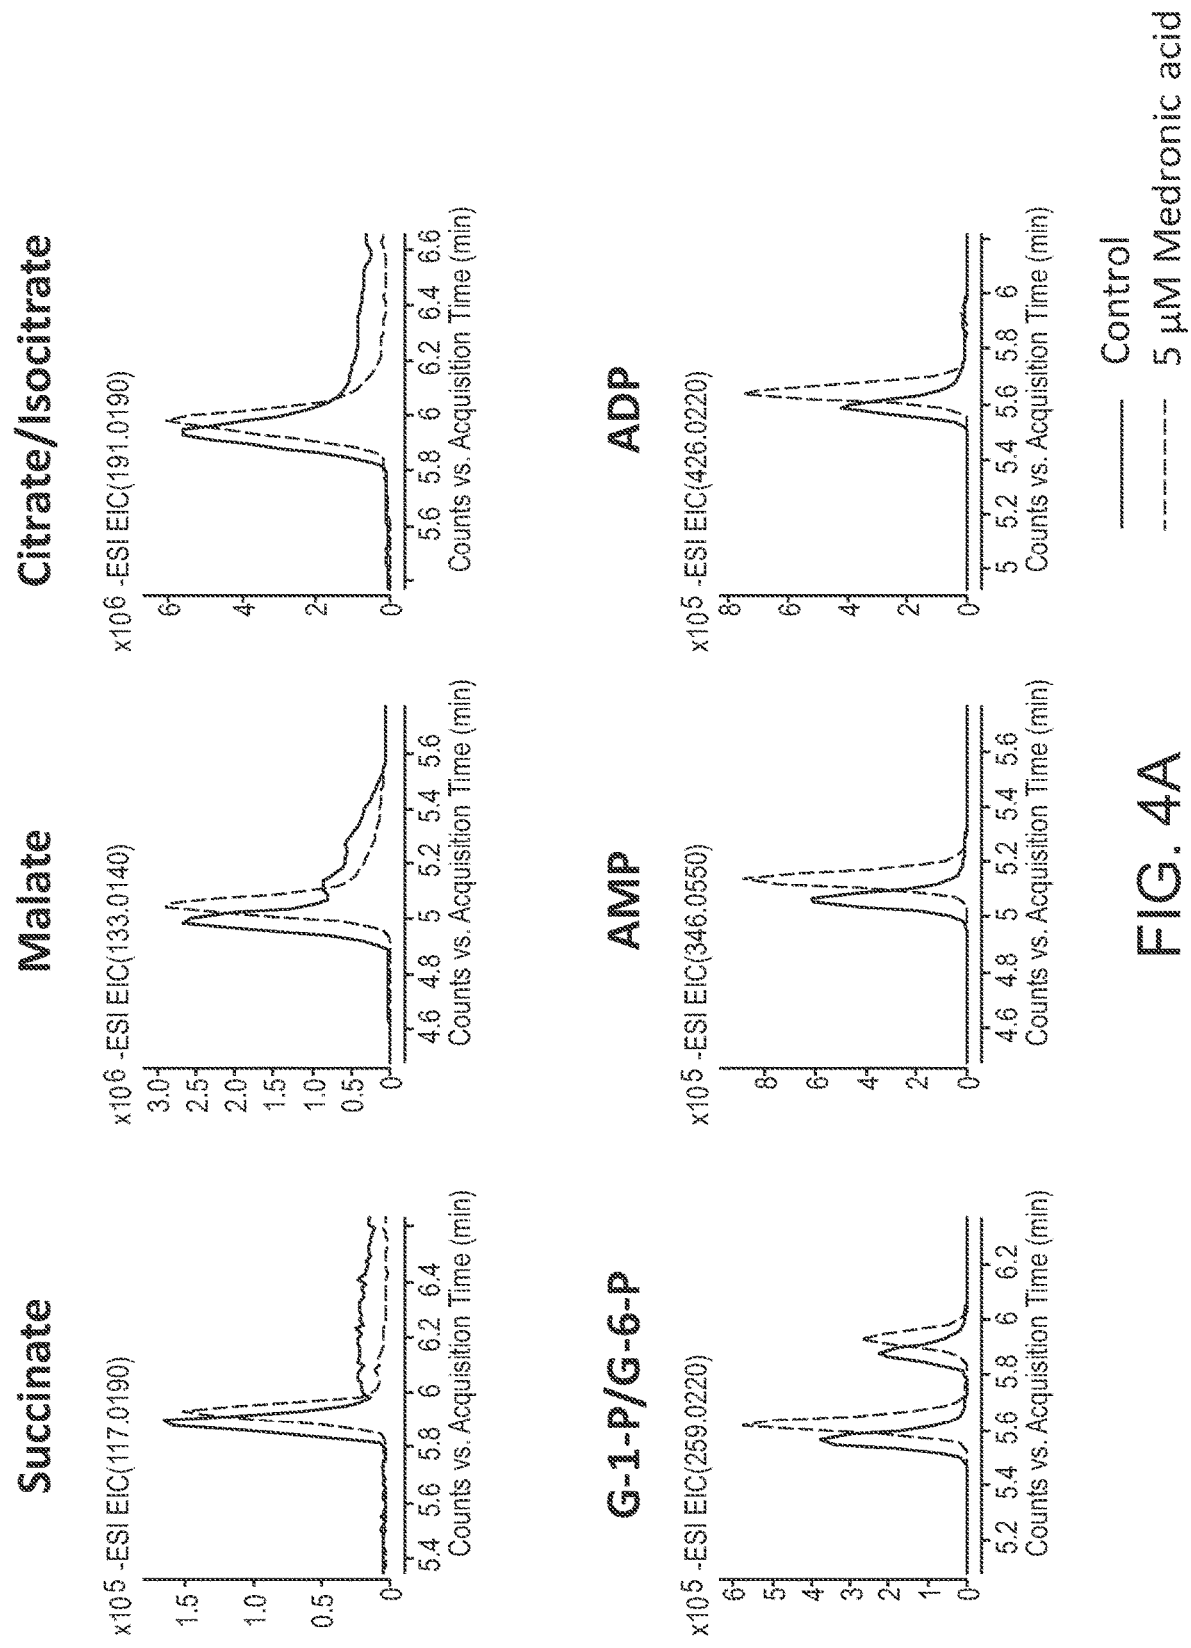 Succinate
x10⁵ -ESI EIC(117.0190)
1.5
1.0
0.5
0
5.4 5.6 5.8 6 6.2 6.4
Counts vs. Acquisition Time (min)
Malate
x10⁶ -ESI EIC(133.0140)
3.0
2.5
2.0
1.5
1.0
0.5
0
4.6 4.8 5 5.2 5.4 5.6
Counts vs. Acquisition Time (min)
Citrate/Isocitrate
x10⁶ -ESI EIC(191.0190)
6
4
2
0
5.6 5.8 6 6.2 6.4 6.6
Counts vs. Acquisition Time (min)
G-1-P/G-6-P
x10⁵ -ESI EIC(259.0220)
6
5
4
3
2
1
0
5.2 5.4 5.6 5.8 6 6.2
Counts vs. Acquisition Time (min)
AMP
x10⁵ -ESI EIC(346.0550)
8
6
4
2
0
4.6 4.8 5 5.2 5.4 5.6
Counts vs. Acquisition Time (min)
ADP
x10⁵ -ESI EIC(426.0220)
8
6
4
2
0
5 5.2 5.4 5.6 5.8 6
Counts vs. Acquisition Time (min)
Control
5 µM Medronic acid
FIG. 4A